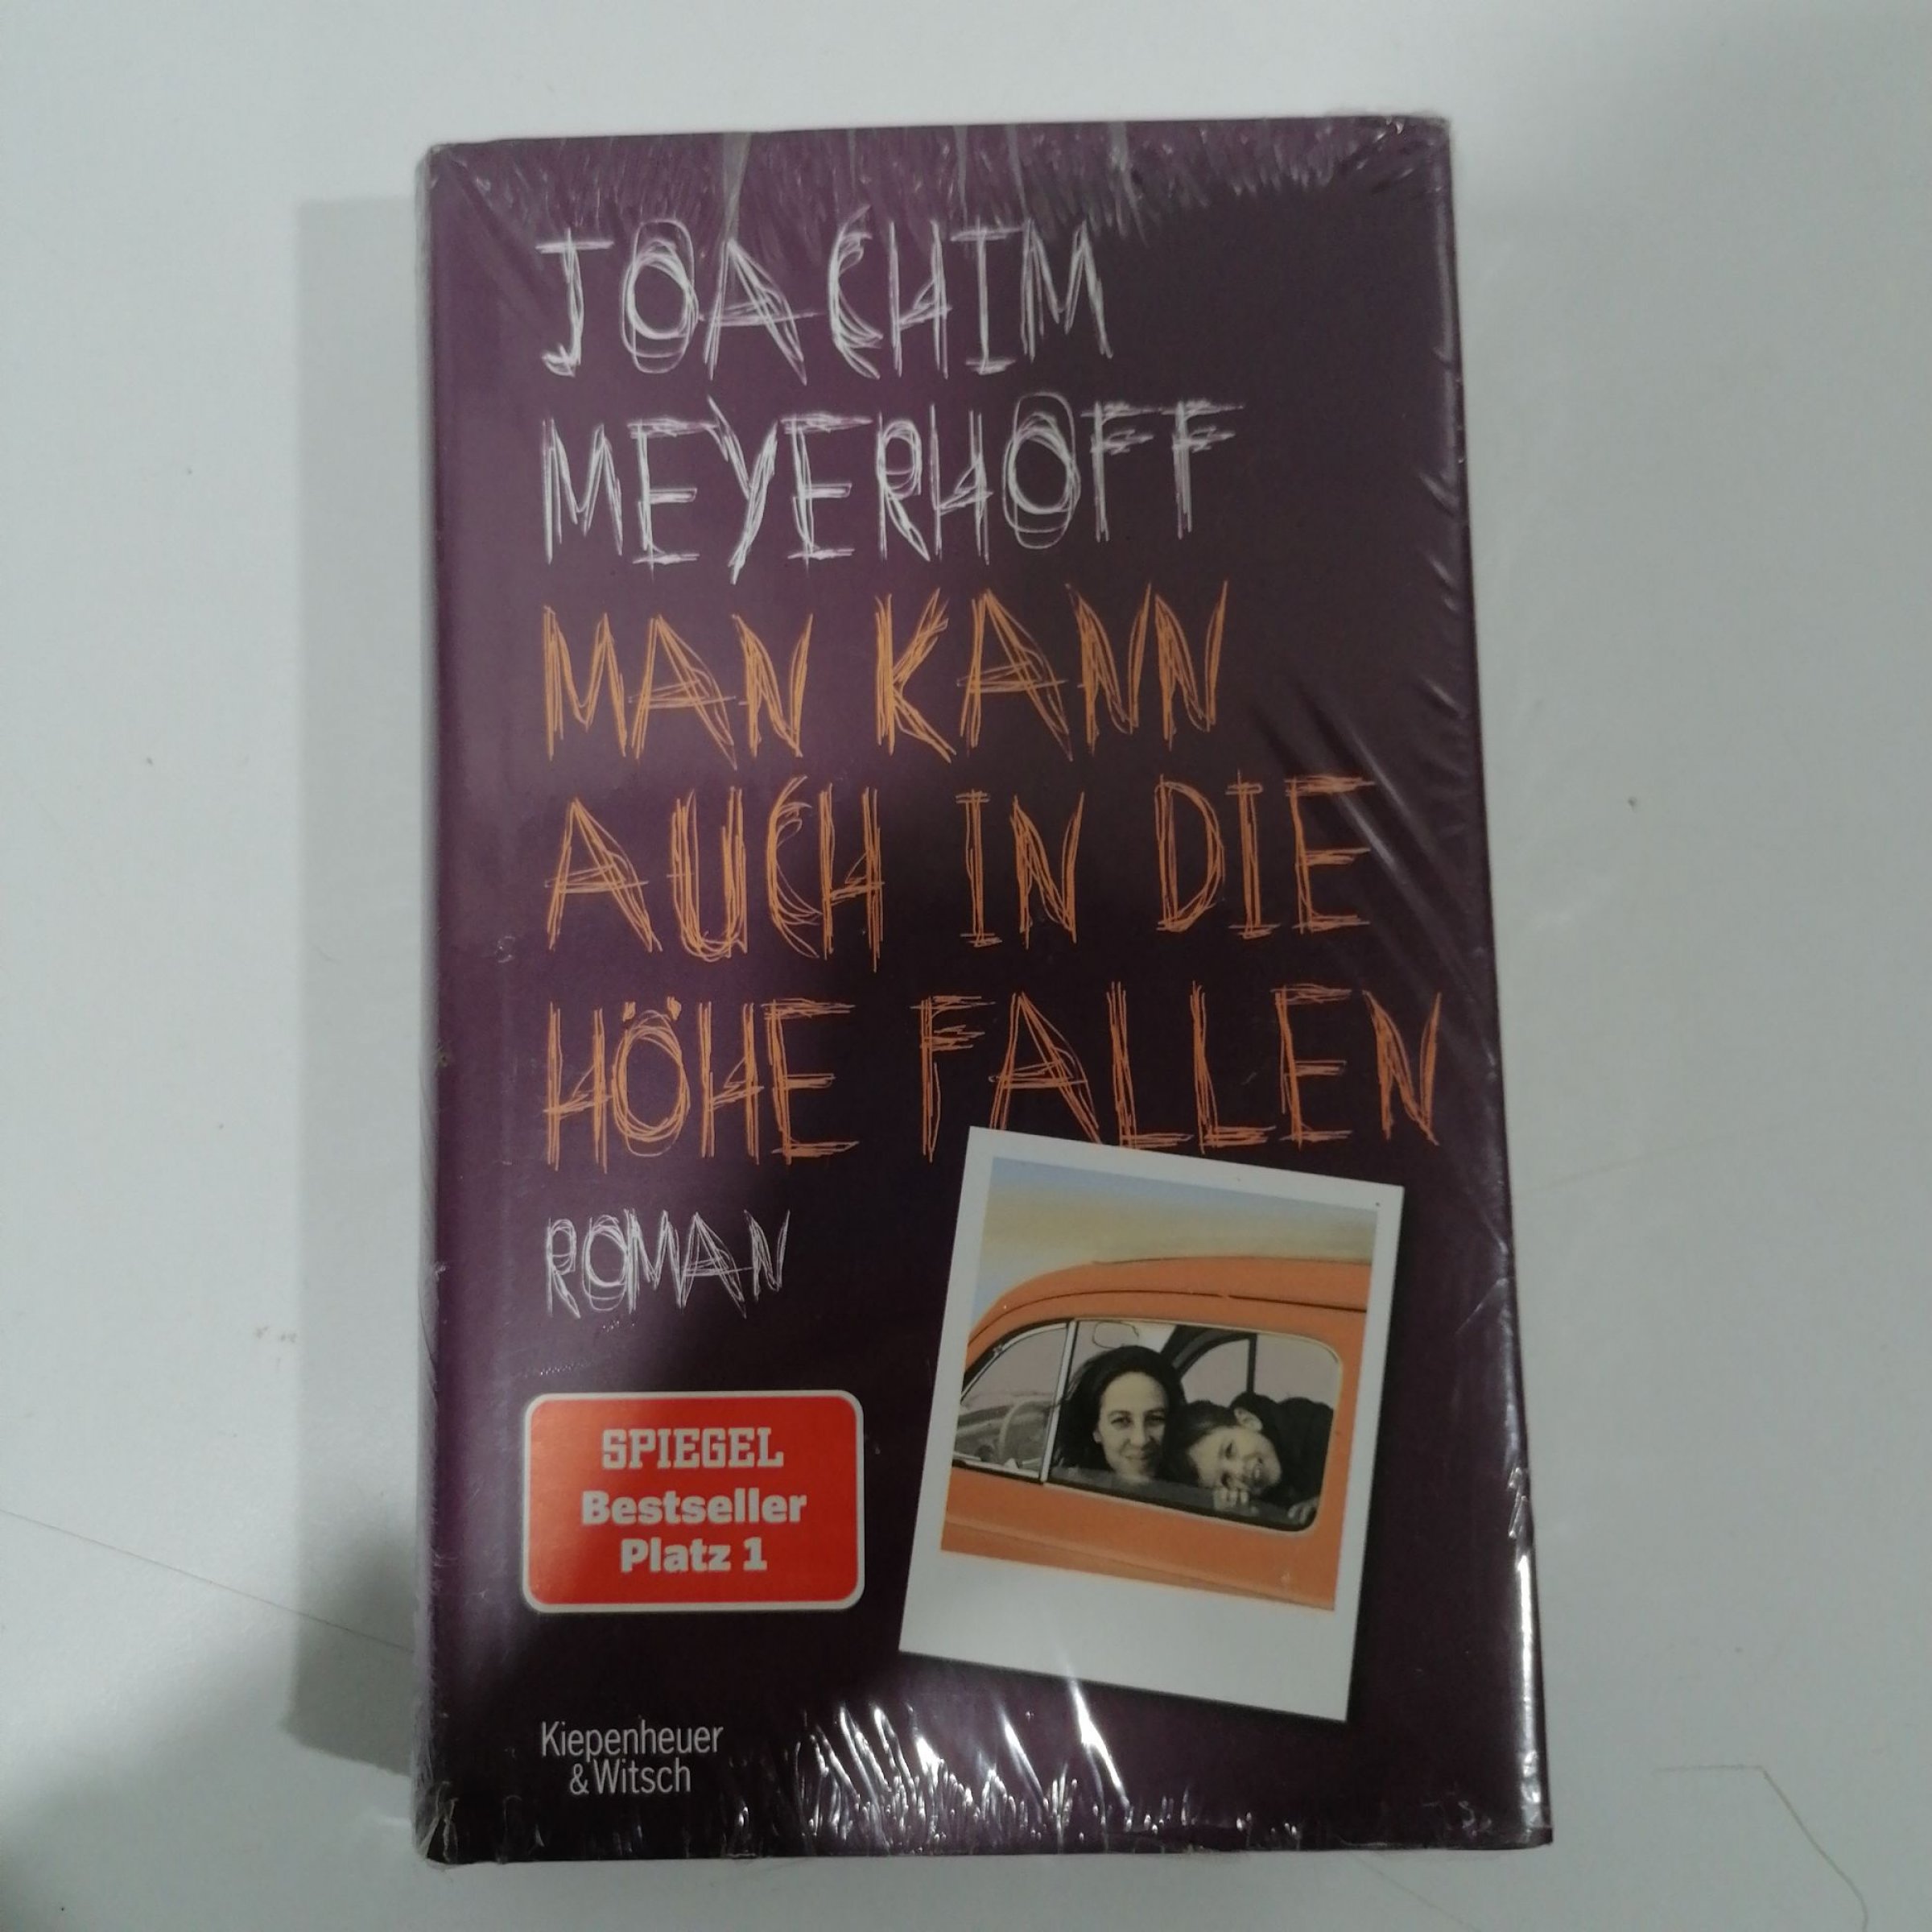 JOACHIM
MEYERHOFF
MAN KANN
AUCH IN DIE
HÖHE FALLEN
ROMAN
SPIEGEL
Bestseller
Platz 1
Kiepenheuer
&Witsch